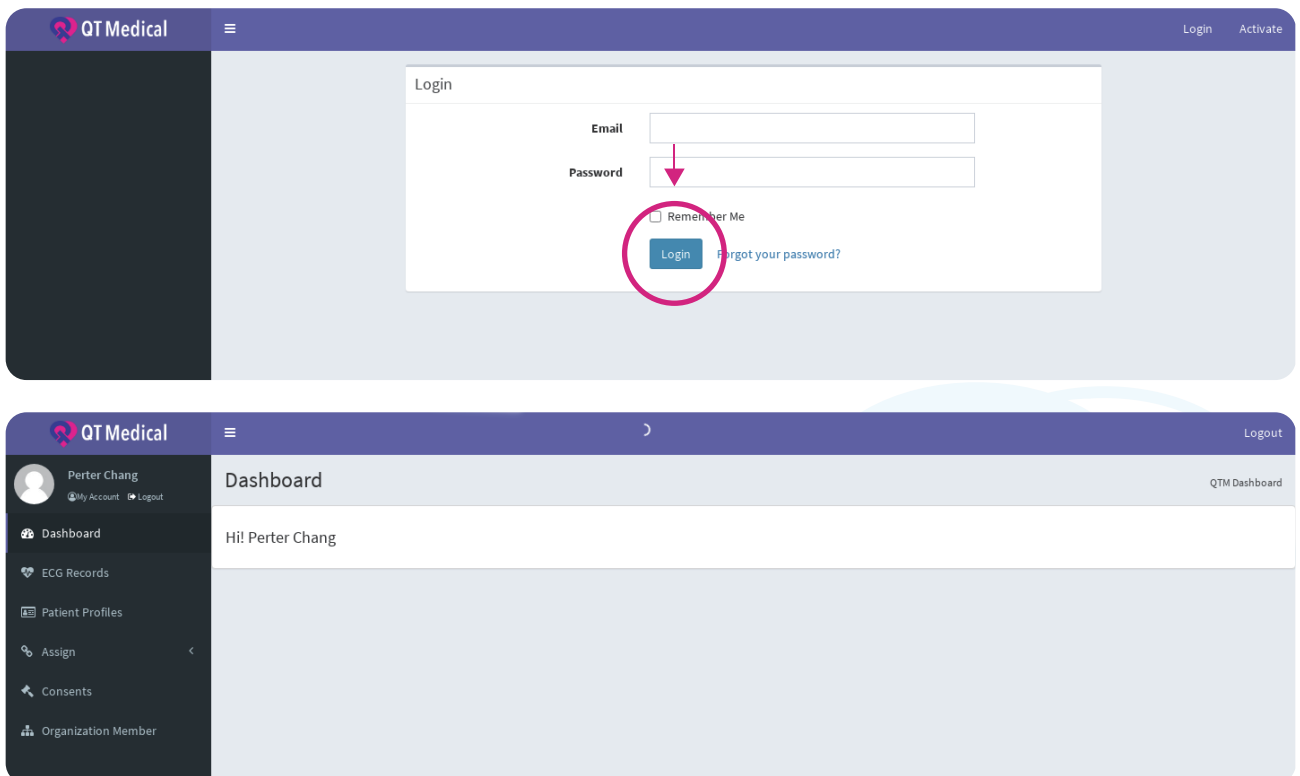 QT Medical
Login Activate
Login
Email
Password
Remember Me
Login Forgot your password?
QT Medical
Logout
Perter Chang
My Account Logout
Dashboard
QTM Dashboard
Dashboard
Hi! Perter Chang
ECG Records
Patient Profiles
Assign
Consents
Organization Member